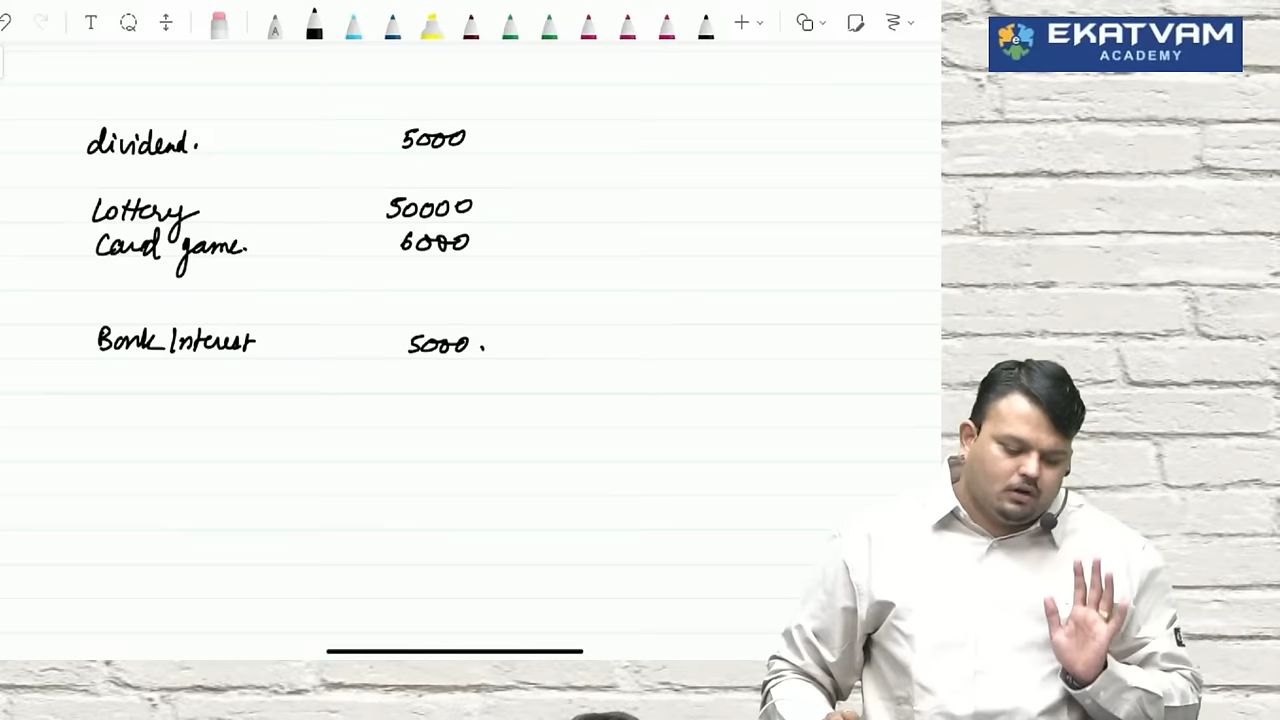 EKATVAM
ACADEMY
dividend. 5000
Lottery 50000
Card game. 6000
Bank Interest 5000.